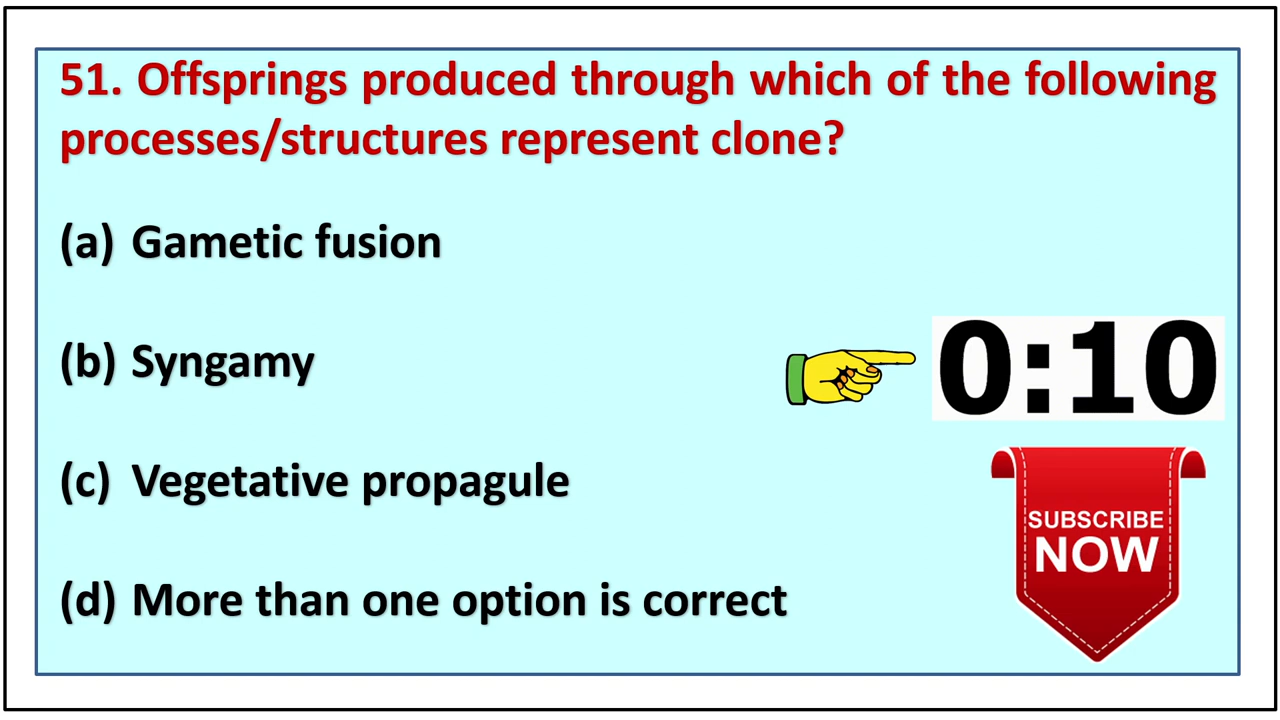 51. Offsprings produced through which of the following
processes/structures represent clone?
(a) Gametic fusion
(b) Syngamy
0:10
(c) Vegetative propagule
SUBSCRIBE
NOW
(d) More than one option is correct